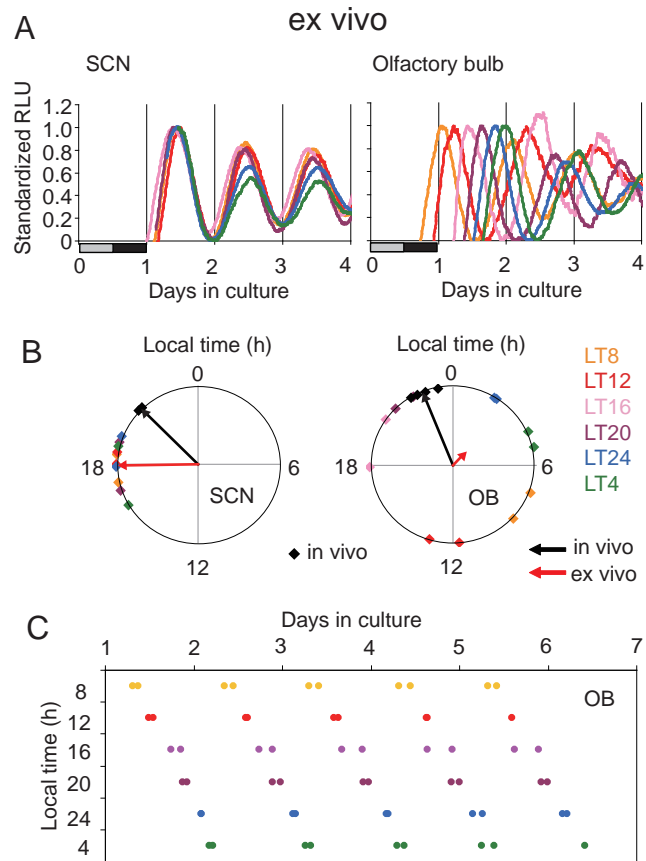 ex vivo
A
SCN
Olfactory bulb
Standardized RLU
1.2
1.0
0.8
0.6
0.4
0.2
0
0 1 2 3 4
0 1 2 3 4
Days in culture
Days in culture
B
Local time (h)
Local time (h)
0
0
18
6
18
6
SCN
OB
12
12
LT8
LT12
LT16
LT20
LT24
LT4
in vivo
in vivo
ex vivo
C
Days in culture
1 2 3 4 5 6 7
Local time (h)
8
12
16
20
24
4
OB